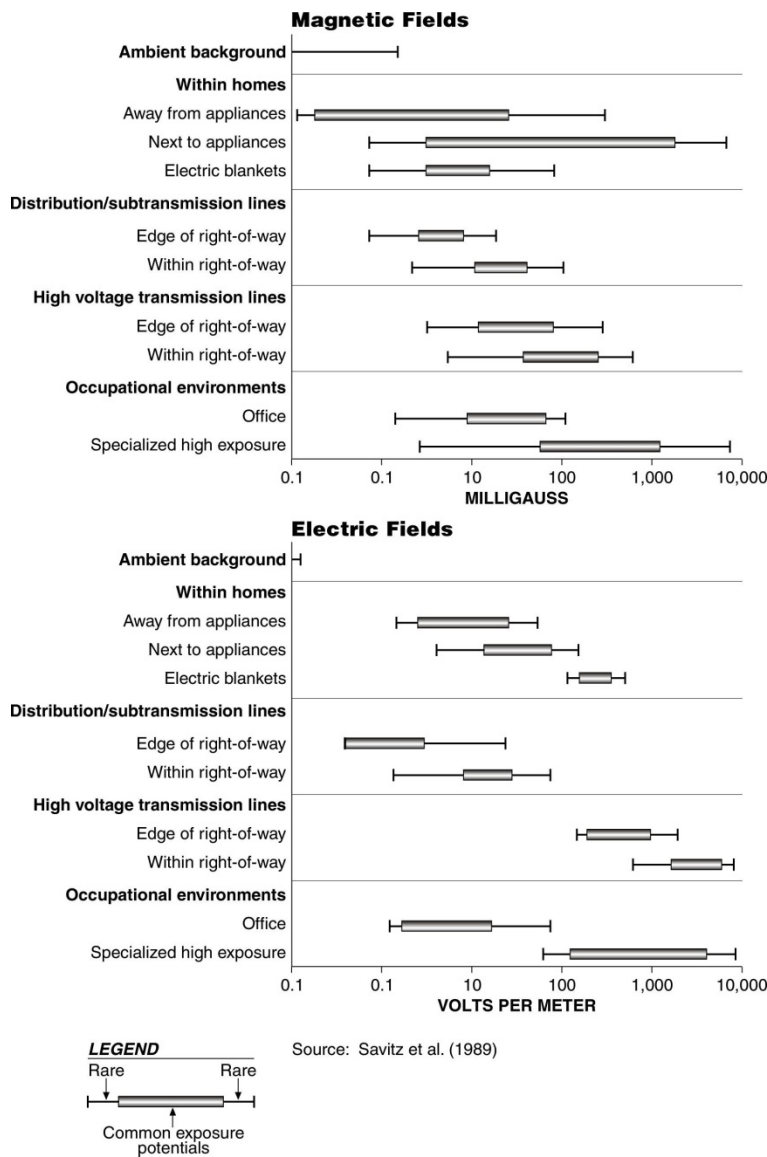 Magnetic Fields
Ambient background
Within homes
Away from appliances
Next to appliances
Electric blankets
Distribution/subtransmission lines
Edge of right-of-way
Within right-of-way
High voltage transmission lines
Edge of right-of-way
Within right-of-way
Occupational environments
Office
Specialized high exposure
0.1 0.1 10 100 1,000 10,000
MILLIGAUSS
Electric Fields
Ambient background
Within homes
Away from appliances
Next to appliances
Electric blankets
Distribution/subtransmission lines
Edge of right-of-way
Within right-of-way
High voltage transmission lines
Edge of right-of-way
Within right-of-way
Occupational environments
Office
Specialized high exposure
0.1 0.1 10 100 1,000 10,000
VOLTS PER METER
LEGEND
Rare Rare
Common exposure
potentials
Source: Savitz et al. (1989)